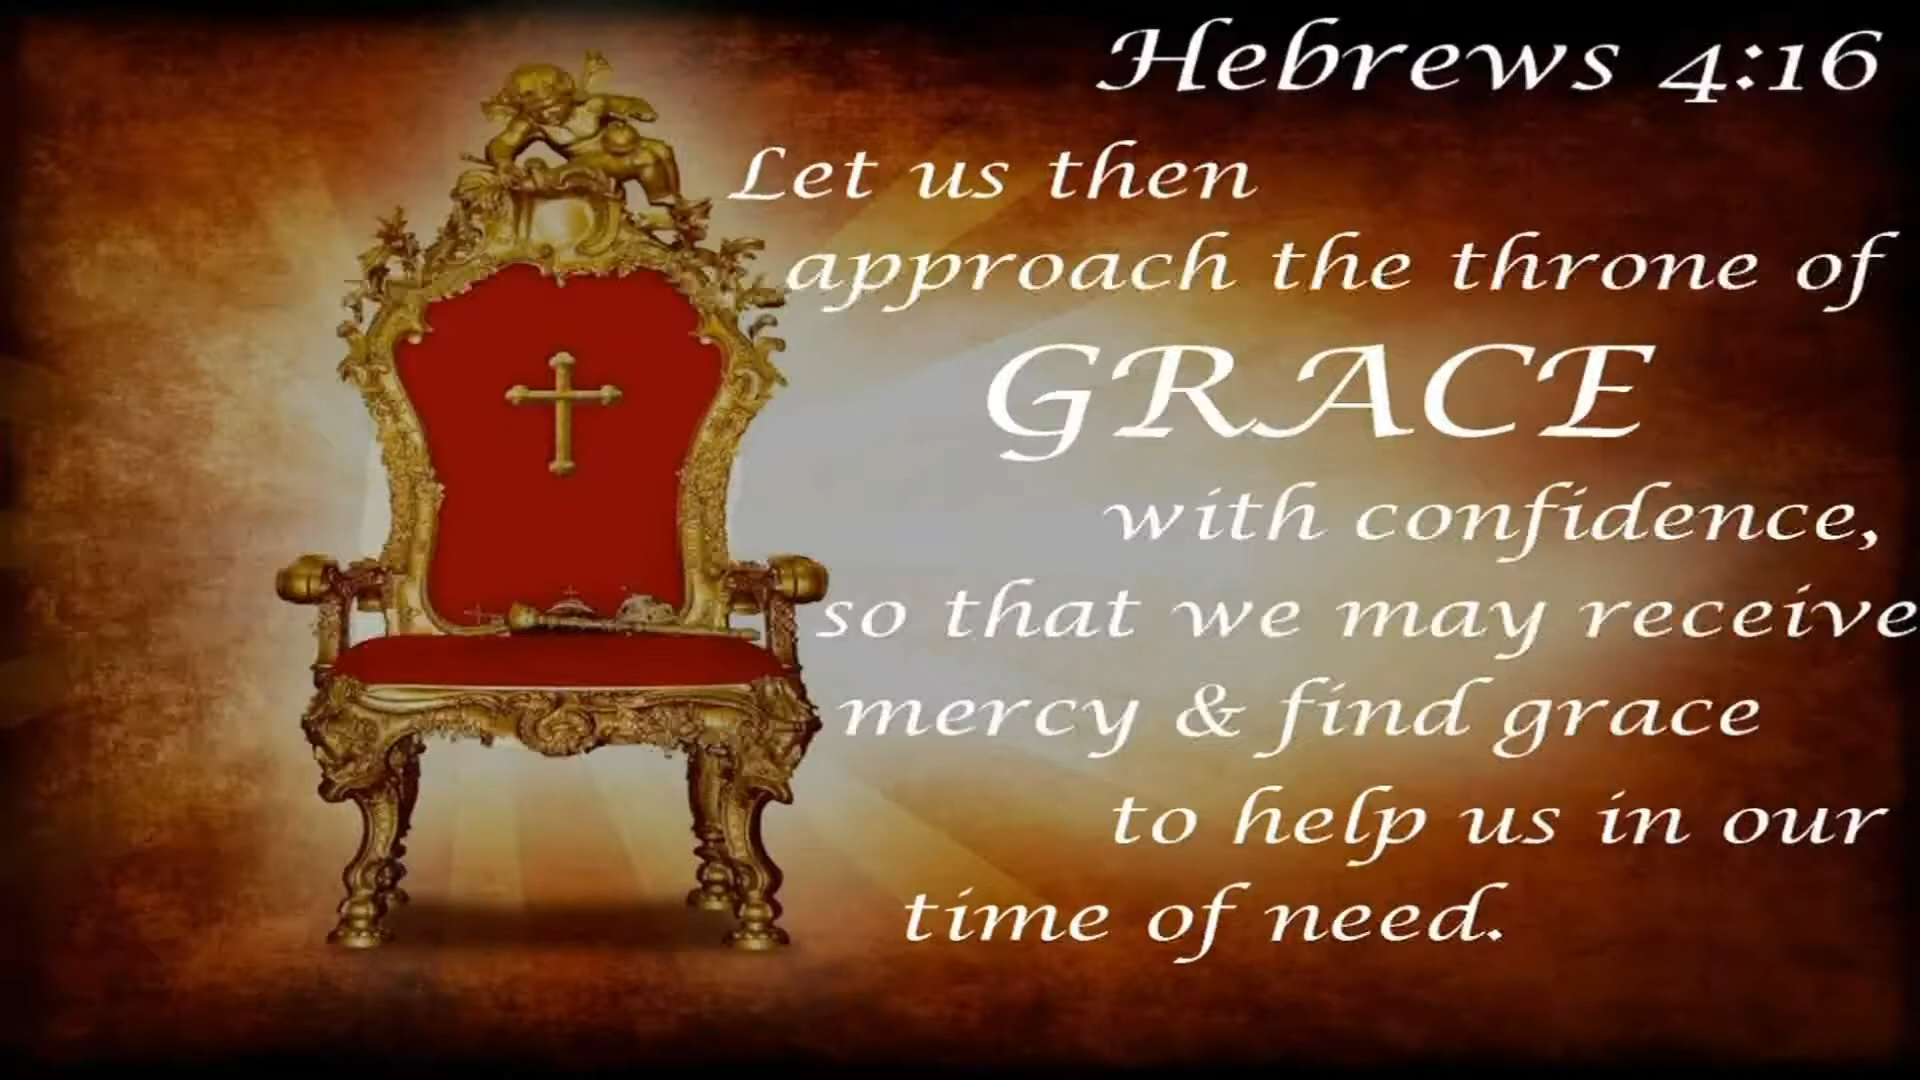 Hebrews 4:16
Let us then
approach the throne of
GRACE
with confidence,
so that we may receive
mercy & find grace
to help us in our
time of need.